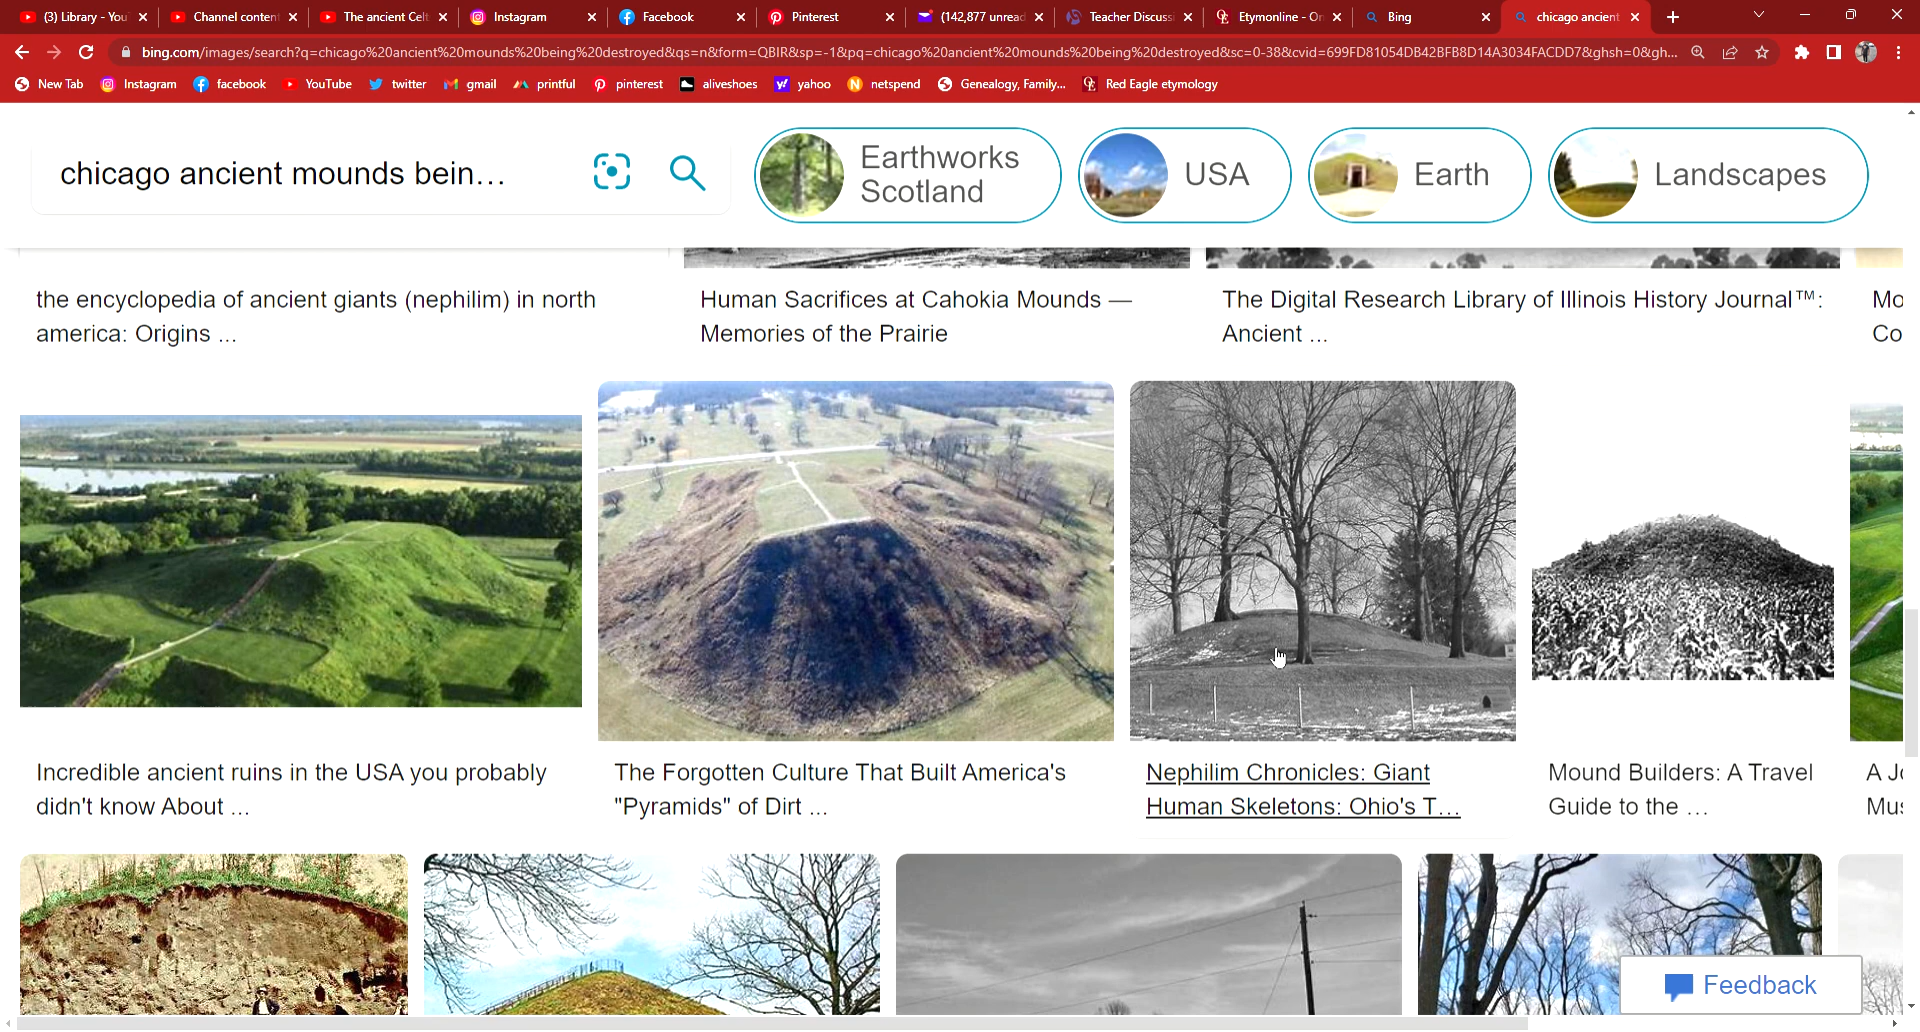 (3) Library - You
Channel content
The ancient Celt
Instagram
Facebook
Pinterest
(142,877 unread
Teacher Discuss
Etymonline - On
Bing
chicago ancient
bing.com/images/search?q=chicago%20ancient%20mounds%20being%20destroyed&qs=n&form=QBIR&sp=-1&pq=chicago%20ancient%20mounds%20being%20destroyed&sc=0-38&cvid=699FD81054DB42BFB8D14A3034FACDD7&ghsh=0&gh...
New Tab
Instagram
facebook
YouTube
twitter
gmail
printful
pinterest
aliveshoes
yahoo
netspend
Genealogy, Family...
Red Eagle etymology
chicago ancient mounds bein...
Earthworks
Scotland
USA
Earth
Landscapes
the encyclopedia of ancient giants (nephilim) in north
america: Origins ...
Human Sacrifices at Cahokia Mounds —
Memories of the Prairie
The Digital Research Library of Illinois History Journal™:
Ancient ...
Mo
Co
Incredible ancient ruins in the USA you probably
didn't know About ...
The Forgotten Culture That Built America's
"Pyramids" of Dirt ...
Nephilim Chronicles: Giant
Human Skeletons: Ohio's T...
Mound Builders: A Travel
Guide to the ...
A Jo
Mus
Feedback